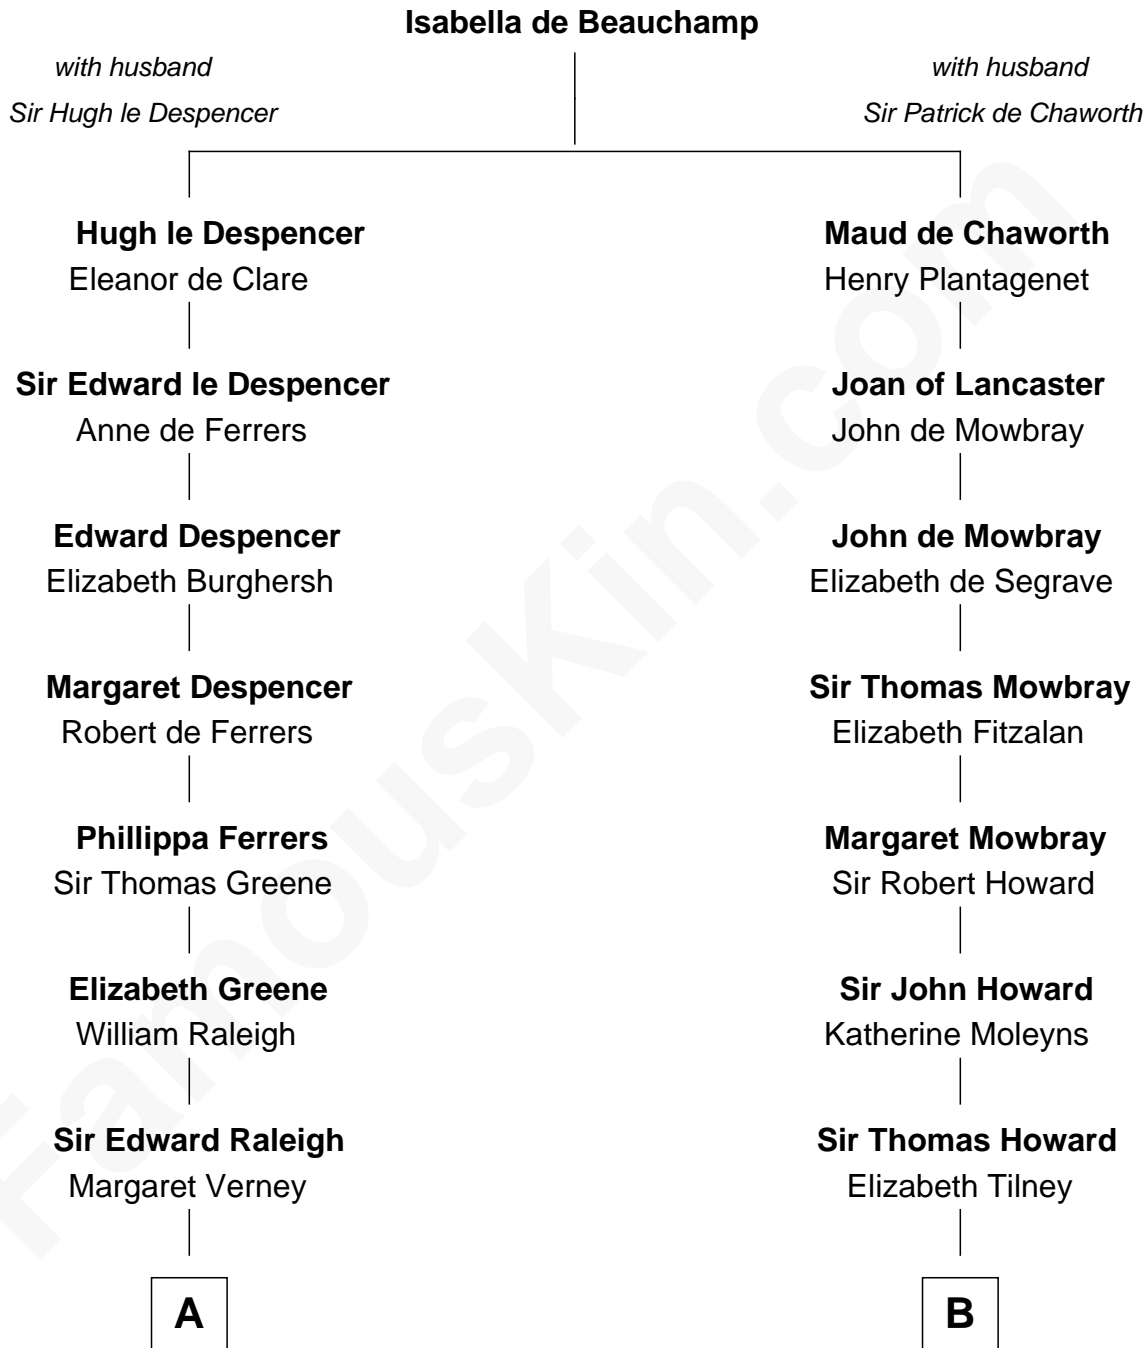 Isabella de Beauchamp
with husband
Sir Hugh le Despencer
with husband
Sir Patrick de Chaworth
Hugh le Despencer
Eleanor de Clare
Maud de Chaworth
Henry Plantagenet
Sir Edward le Despencer
Anne de Ferrers
Joan of Lancaster
John de Mowbray
Edward Despencer
Elizabeth Burghersh
John de Mowbray
Elizabeth de Segrave
Margaret Despencer
Robert de Ferrers
Sir Thomas Mowbray
Elizabeth Fitzalan
Phillippa Ferrers
Sir Thomas Greene
Margaret Mowbray
Sir Robert Howard
Elizabeth Greene
William Raleigh
Sir John Howard
Katherine Moleyns
Sir Edward Raleigh
Margaret Verney
Sir Thomas Howard
Elizabeth Tilney
A
B
FamousKin.com